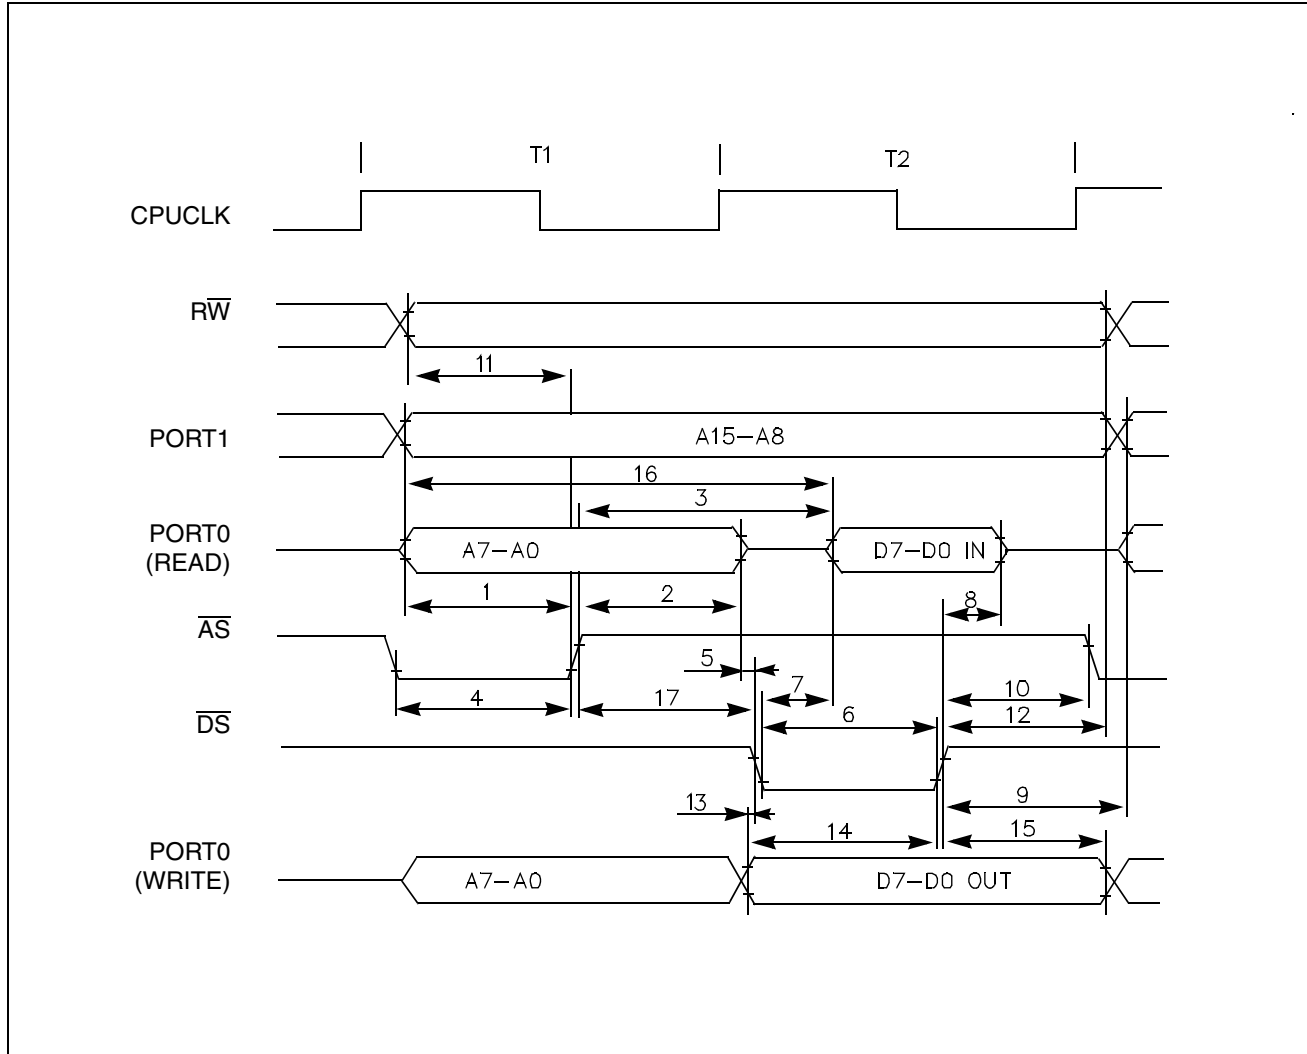 T1
T2
CPUCLK
RW̅
11
PORT1
A15–A8
16
3
PORT0
(READ)
A7–A0
D7–D0 IN
1
2
8
A̅S̅
5
7
10
4
17
6
12
D̅S̅
13
9
14
15
PORT0
(WRITE)
A7–A0
D7–D0 OUT